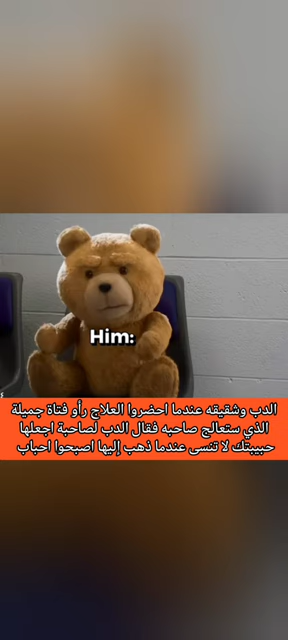 Him:
الدب وشقيقه عندما احضروا العلاج رأو فتاة جميلة
الذي ستعالج صاحبه فقال الدب لصاحبة اجعلها
حبيبتك لا تنسى عندما ذهب إليها اصبحوا احباب